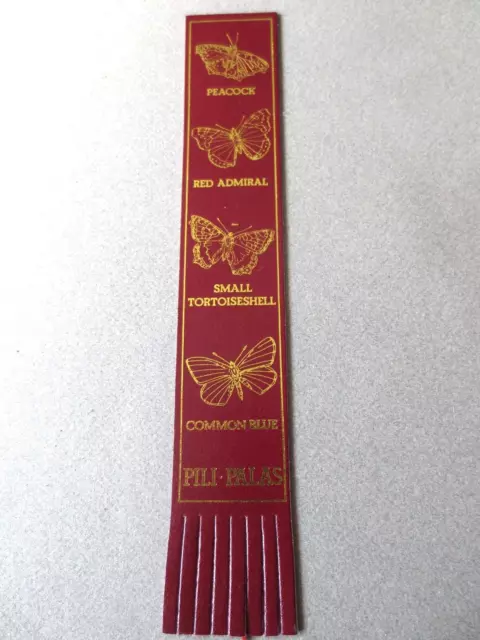 PEACOCK
RED ADMIRAL
SMALL
TORTOISESHELL
COMMON BLUE
PILI·PALAS